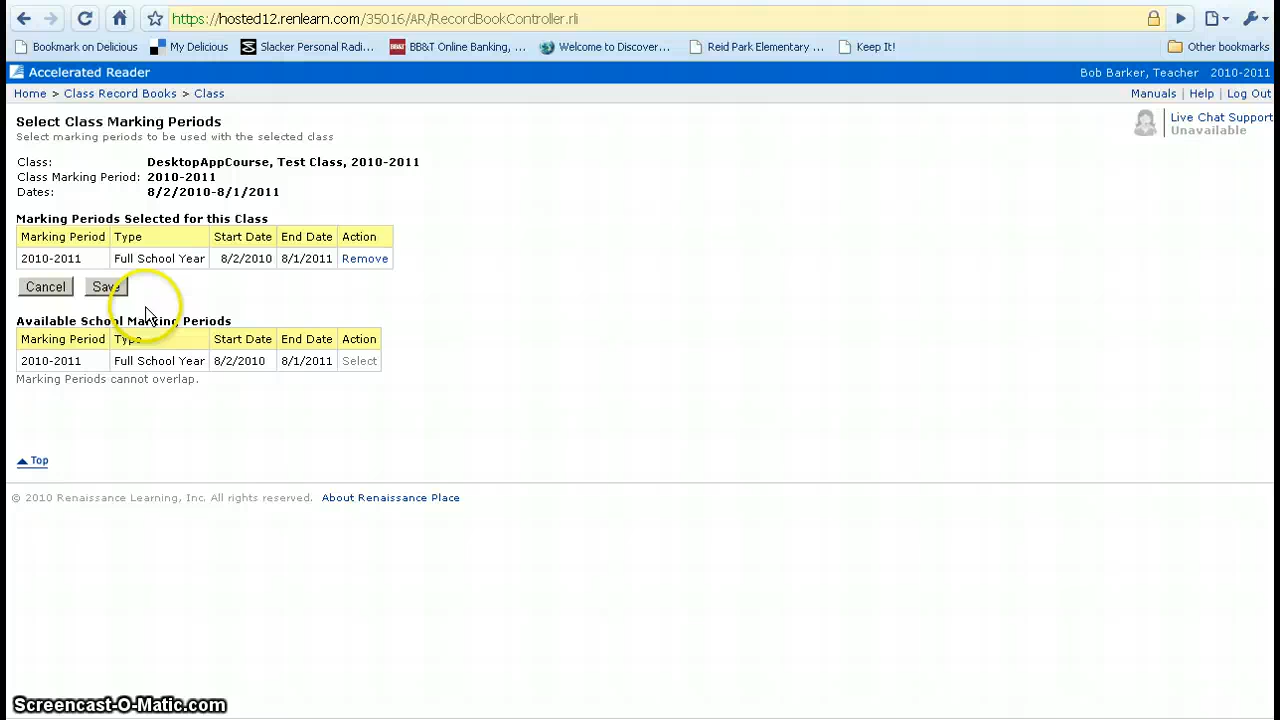 https://hosted12.renlearn.com/35016/AR/RecordBookController.rli
Bookmark on Delicious My Delicious Slacker Personal Radi... BB&T Online Banking, ... Welcome to Discover... Reid Park Elementary ... Keep It! Other bookmarks
Accelerated Reader Bob Barker, Teacher 2010-2011
Home > Class Record Books > Class Manuals | Help | Log Out
Select Class Marking Periods
Select marking periods to be used with the selected class
Live Chat Support
Unavailable
Class: DesktopAppCourse, Test Class, 2010-2011
Class Marking Period: 2010-2011
Dates: 8/2/2010-8/1/2011
Marking Periods Selected for this Class
Marking Period Type Start Date End Date Action
2010-2011 Full School Year 8/2/2010 8/1/2011 Remove
Cancel Save
Available School Marking Periods
Marking Period Type Start Date End Date Action
2010-2011 Full School Year 8/2/2010 8/1/2011 Select
Marking Periods cannot overlap.
Top
© 2010 Renaissance Learning, Inc. All rights reserved. About Renaissance Place
Screencast-O-Matic.com